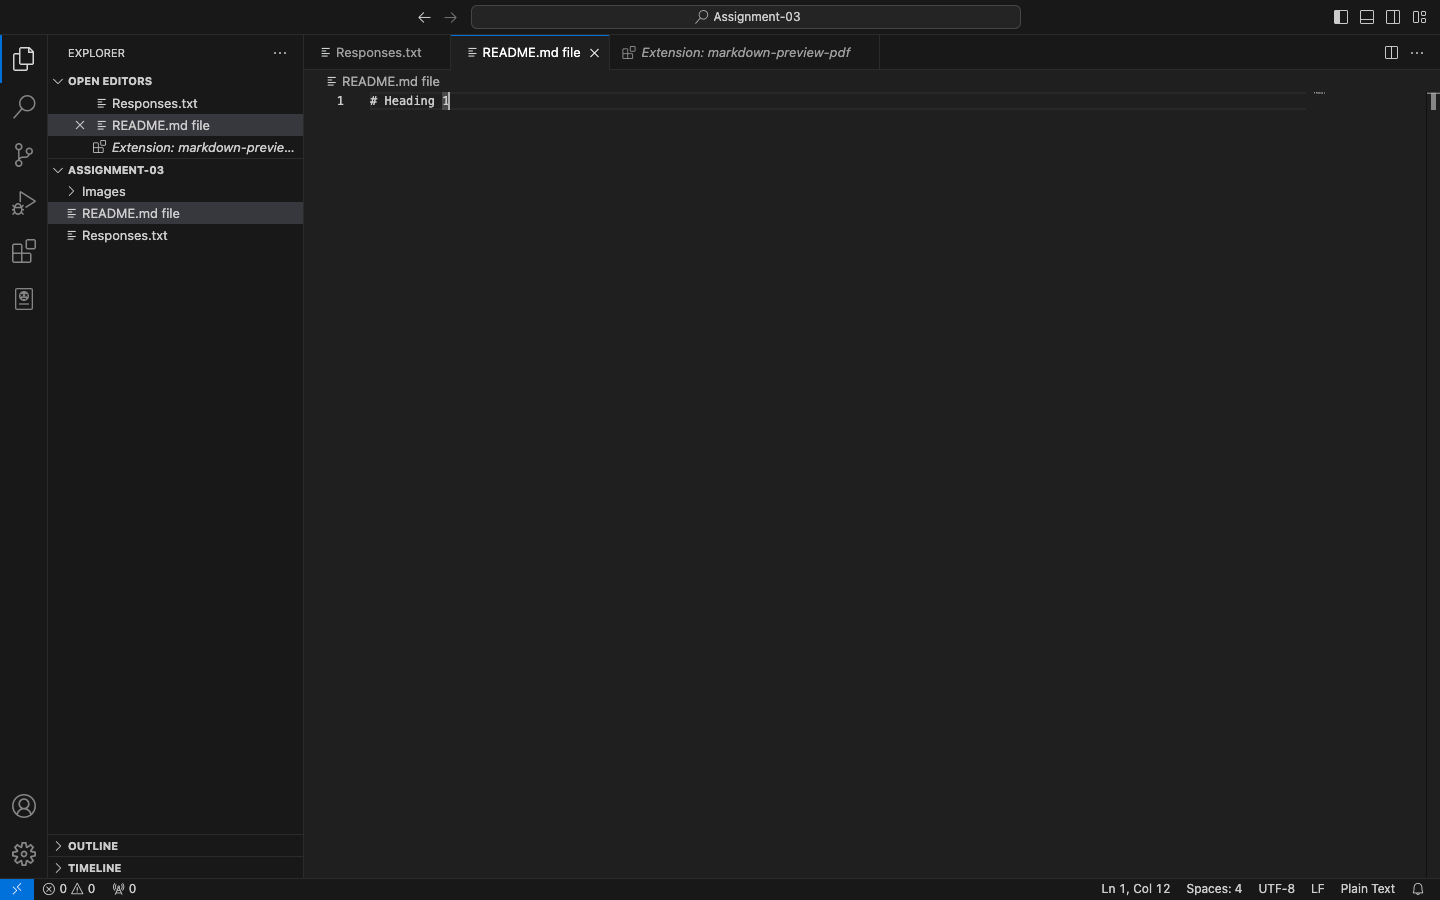 Assignment-03
EXPLORER
Responses.txt
README.md file
Extension: markdown-preview-pdf
OPEN EDITORS
Responses.txt
README.md file
Extension: markdown-previe...
ASSIGNMENT-03
Images
README.md file
Responses.txt
README.md file
1 # Heading 1
OUTLINE
TIMELINE
0 0 0
Ln 1, Col 12 Spaces: 4 UTF-8 LF Plain Text